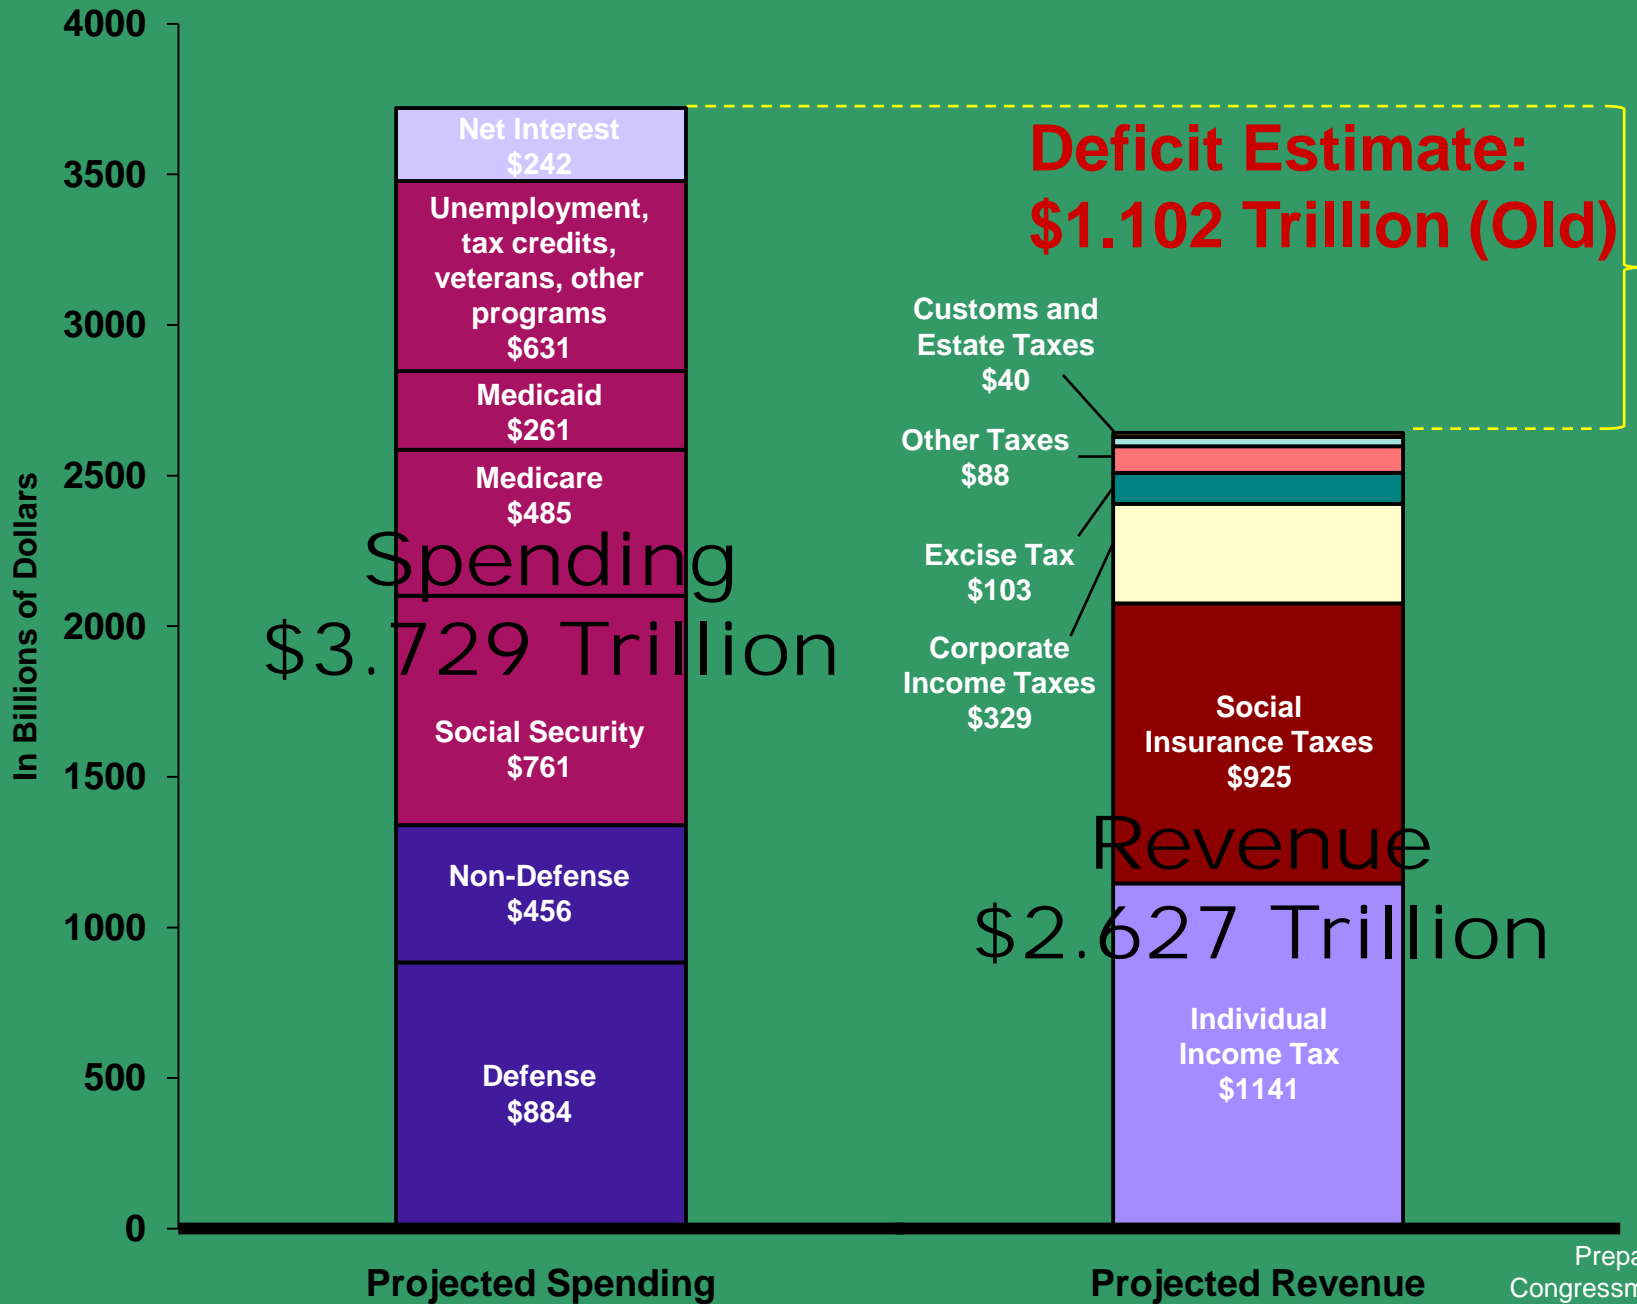 4000
3500
3000
2500
2000
1500
1000
500
0
In Billions of Dollars
Net Interest
$242
Unemployment,
tax credits,
veterans, other
programs
$631
Medicaid
$261
Medicare
$485
Spending
$3.729 Trillion
Social Security
$761
Non-Defense
$456
Defense
$884
Projected Spending
Deficit Estimate:
$1.102 Trillion (Old)
Customs and
Estate Taxes
$40
Other Taxes
$88
Excise Tax
$103
Corporate
Income Taxes
$329
Social
Insurance Taxes
$925
Revenue
$2.627 Trillion
Individual
Income Tax
$1141
Projected Revenue